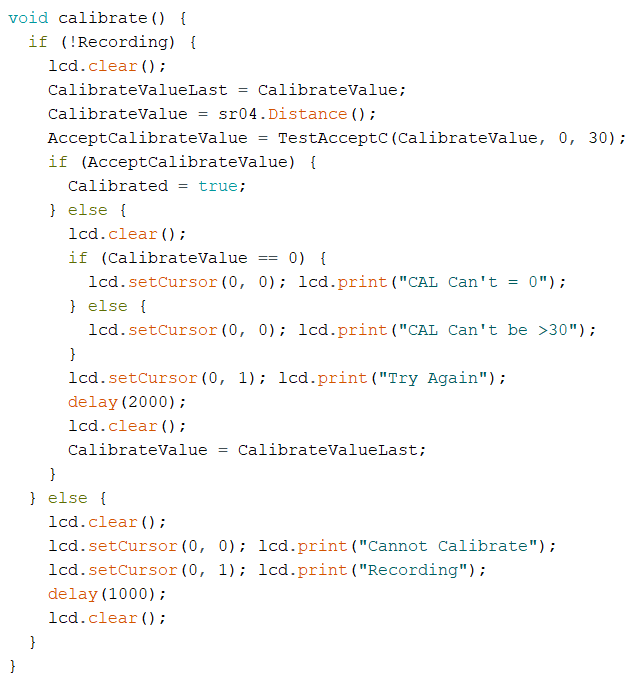 void calibrate() {
  if (!Recording) {
    lcd.clear();
    CalibrateValueLast = CalibrateValue;
    CalibrateValue = sr04.Distance();
    AcceptCalibrateValue = TestAcceptC(CalibrateValue, 0, 30);
    if (AcceptCalibrateValue) {
      Calibrated = true;
    } else {
      lcd.clear();
      if (CalibrateValue == 0) {
        lcd.setCursor(0, 0); lcd.print("CAL Can't = 0");
      } else {
        lcd.setCursor(0, 0); lcd.print("CAL Can't be >30");
      }
      lcd.setCursor(0, 1); lcd.print("Try Again");
      delay(2000);
      lcd.clear();
      CalibrateValue = CalibrateValueLast;
    }
  } else {
    lcd.clear();
    lcd.setCursor(0, 0); lcd.print("Cannot Calibrate");
    lcd.setCursor(0, 1); lcd.print("Recording");
    delay(1000);
    lcd.clear();
  }
}